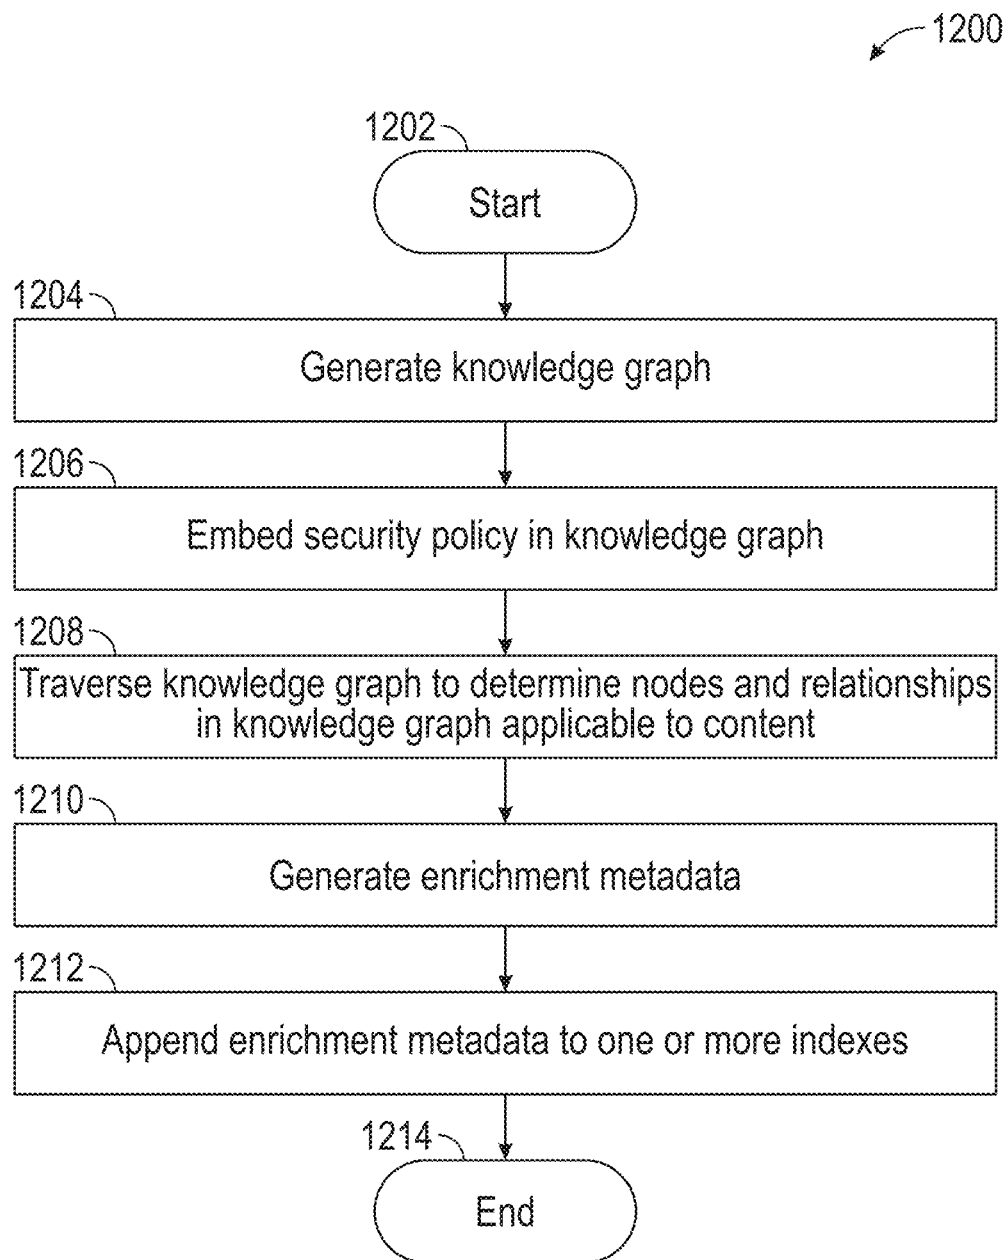 1200
1202
Start
1204
Generate knowledge graph
1206
Embed security policy in knowledge graph
1208
Traverse knowledge graph to determine nodes and relationships
in knowledge graph applicable to content
1210
Generate enrichment metadata
1212
Append enrichment metadata to one or more indexes
1214
End